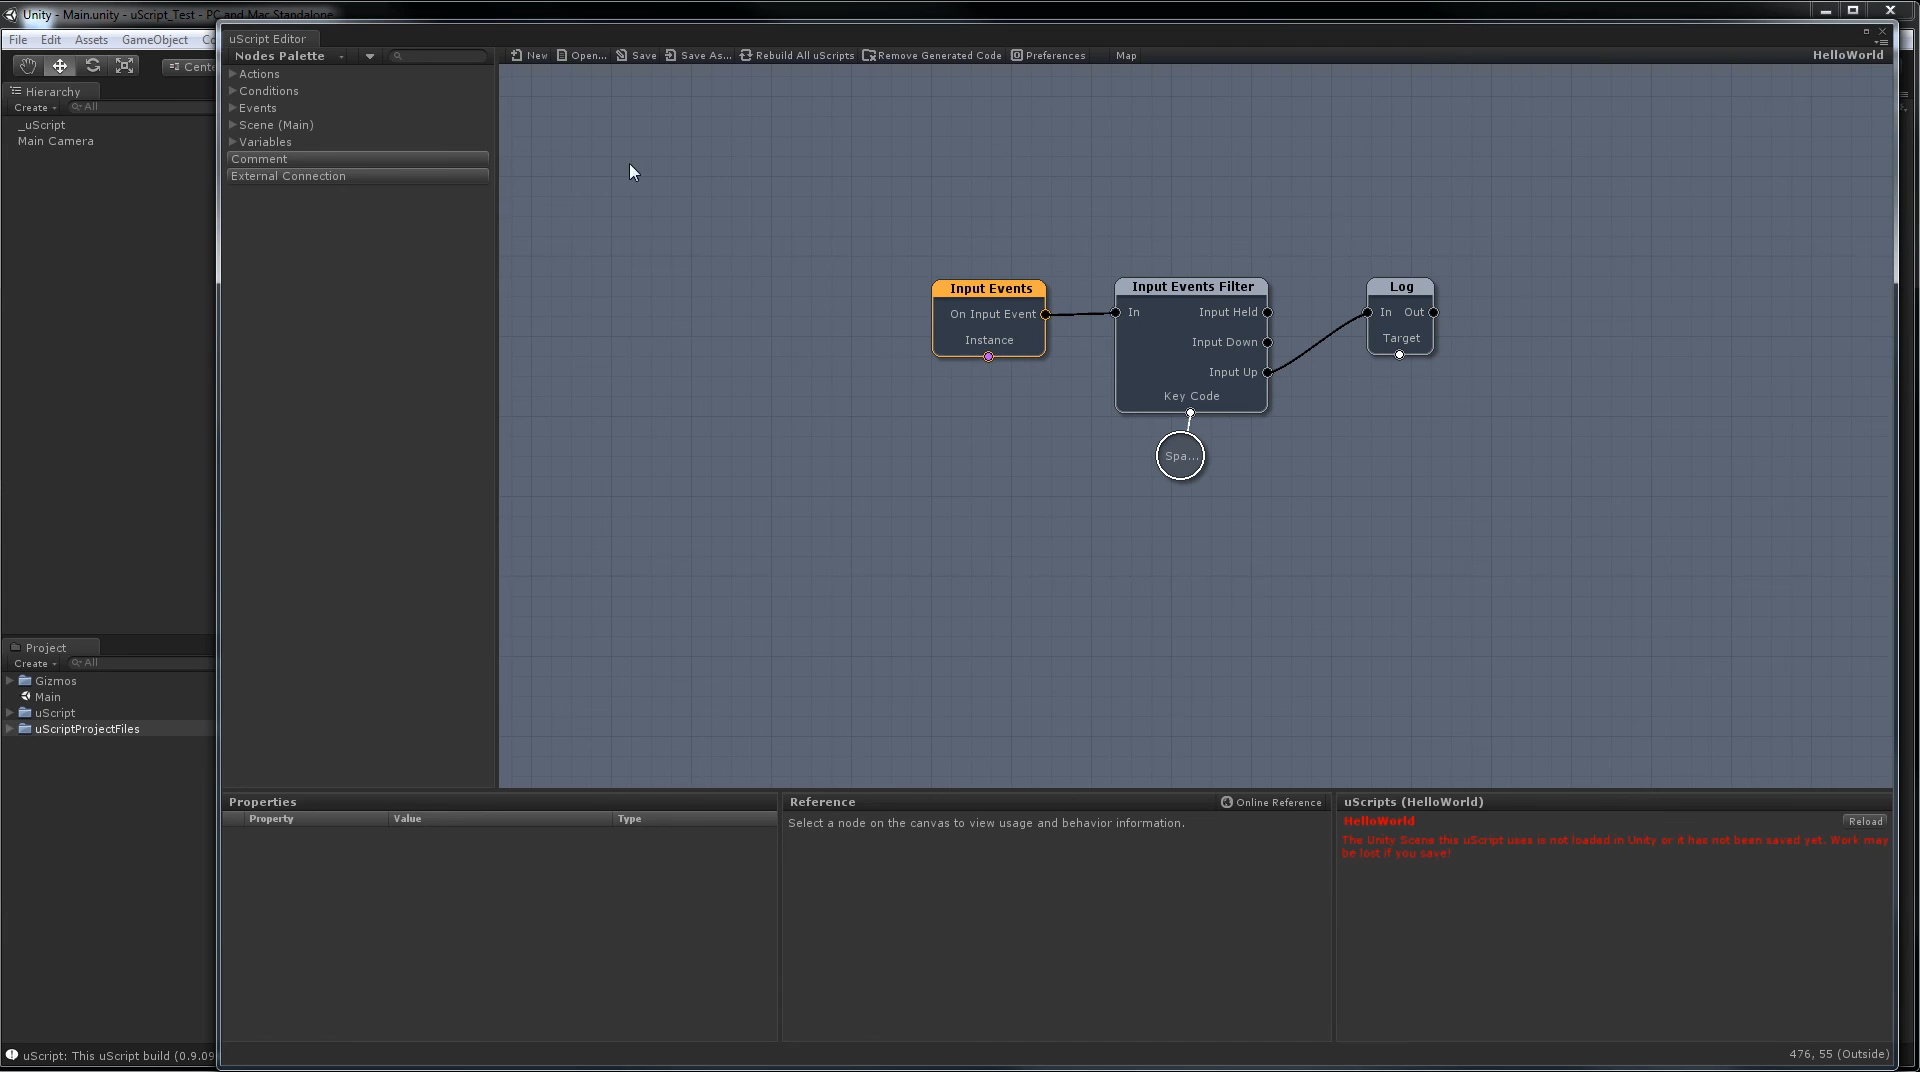 Unity - Main.unity - uScript_Test - PC and Mac Standalone
File Edit Assets GameObject Co
Cente
Hierarchy
Create All
_uScript
Main Camera
Project
Create All
Gizmos
Main
uScript
uScriptProjectFiles
uScript: This uScript build (0.9.09
uScript Editor
Nodes Palette
New Open... Save Save As... Rebuild All uScripts Remove Generated Code Preferences Map HelloWorld
Actions
Conditions
Events
Scene (Main)
Variables
Comment
External Connection
Input Events
On Input Event
Instance
Input Events Filter
In Input Held
Input Down
Input Up
Key Code
Spa...
Log
In Out
Target
Properties
Property Value Type
Reference Online Reference
Select a node on the canvas to view usage and behavior information.
uScripts (HelloWorld)
HelloWorld Reload
The Unity Scene this uScript uses is not loaded in Unity or it has not been saved yet. Work may
be lost if you save!
476, 55 (Outside)